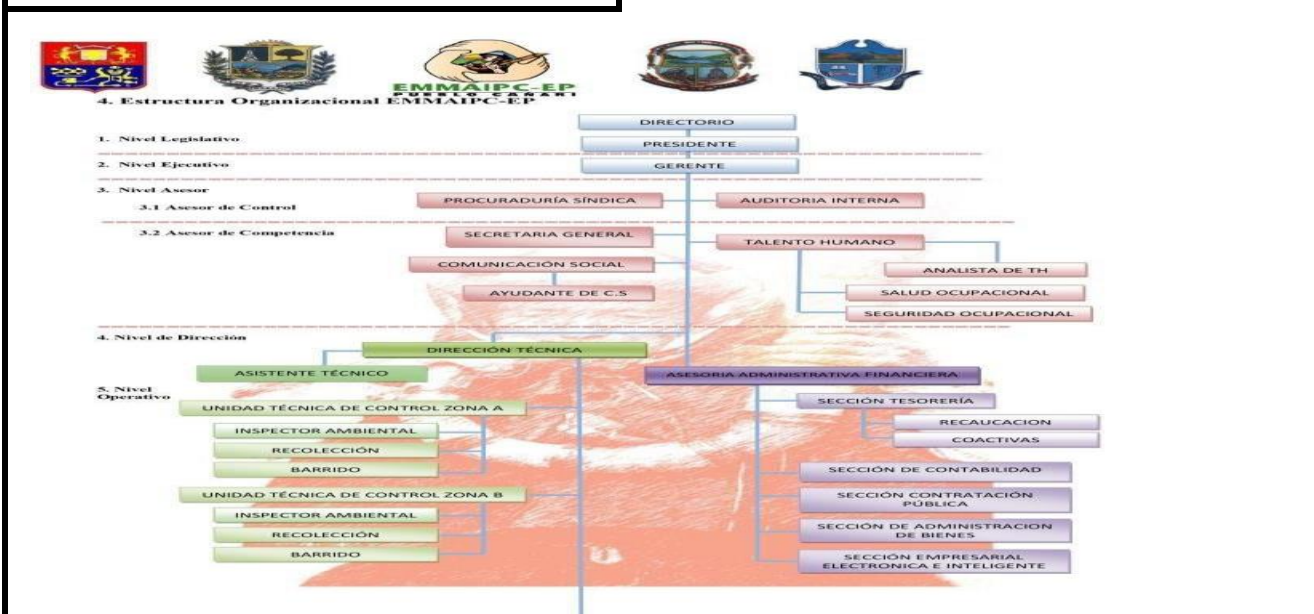 EMMAIPC-EP
PUEBLO CAÑARI
4. Estructura Organizacional EMMAIPC-EP
DIRECTORIO
1. Nivel Legislativo
PRESIDENTE
2. Nivel Ejecutivo
GERENTE
3. Nivel Asesor
3.1 Asesor de Control
PROCURADURÍA SÍNDICA
AUDITORIA INTERNA
3.2 Asesor de Competencia
SECRETARIA GENERAL
TALENTO HUMANO
COMUNICACIÓN SOCIAL
ANALISTA DE TH
AYUDANTE DE C.S
SALUD OCUPACIONAL
SEGURIDAD OCUPACIONAL
4. Nivel de Dirección
DIRECCIÓN TÉCNICA
ASISTENTE TÉCNICO
ASESORIA ADMINISTRATIVA FINANCIERA
5. Nivel
Operativo
UNIDAD TÉCNICA DE CONTROL ZONA A
INSPECTOR AMBIENTAL
RECOLECCIÓN
BARRIDO
UNIDAD TÉCNICA DE CONTROL ZONA B
INSPECTOR AMBIENTAL
RECOLECCIÓN
BARRIDO
SECCIÓN TESORERÍA
RECAUCACION
COACTIVAS
SECCIÓN DE CONTABILIDAD
SECCIÓN CONTRATACIÓN
PÚBLICA
SECCIÓN DE ADMINISTRACION
DE BIENES
SECCIÓN EMPRESARIAL
ELECTRONICA E INTELIGENTE